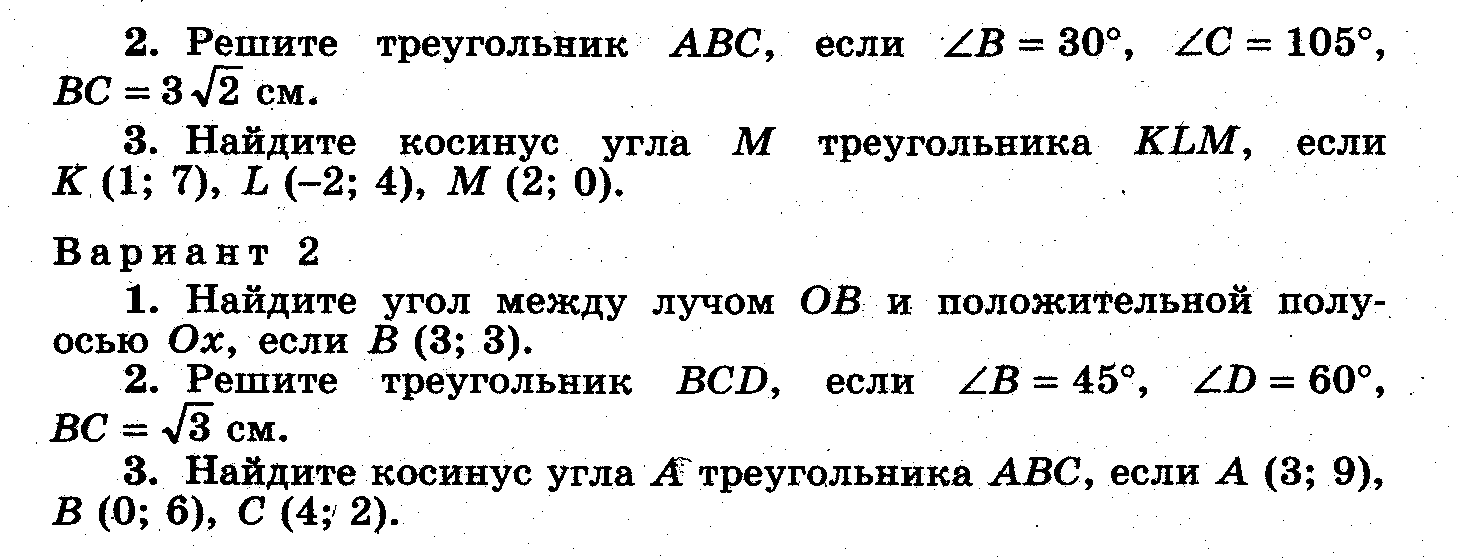 2. Решите треугольник ABC, если ∠B = 30°, ∠C = 105°,
BC = 3√2 см.
3. Найдите косинус угла M треугольника KLM, если
K (1; 7), L (–2; 4), M (2; 0).
Вариант 2
1. Найдите угол между лучом OB и положительной полу-
осью Ox, если B (3; 3).
2. Решите треугольник BCD, если ∠B = 45°, ∠D = 60°,
BC = √3 см.
3. Найдите косинус угла A треугольника ABC, если A (3; 9),
B (0; 6), C (4; 2).